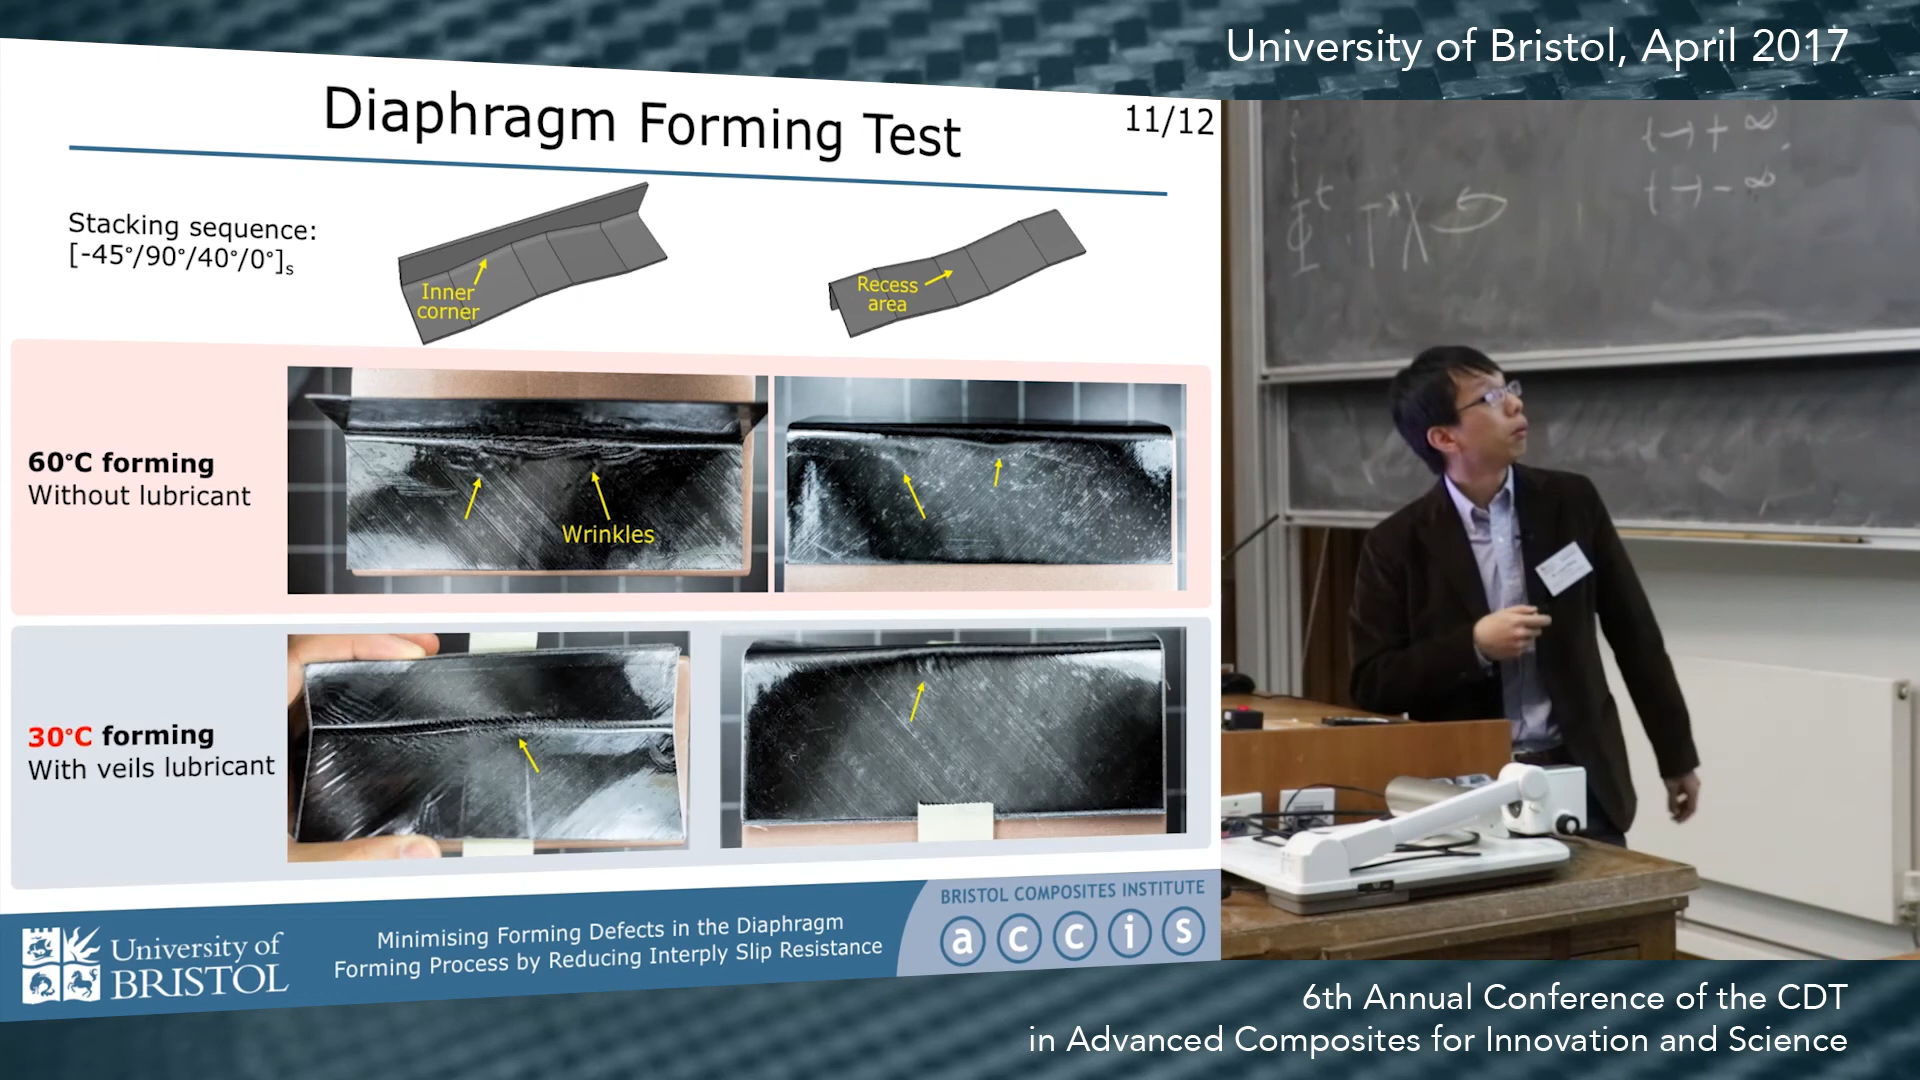 University of Bristol, April 2017
Diaphragm Forming Test
11/12
Stacking sequence:
[-45°/90°/40°/0°]s
Inner
corner
Recess
area
60°C forming
Without lubricant
Wrinkles
30°C forming
With veils lubricant
University of
BRISTOL
Minimising Forming Defects in the Diaphragm
Forming Process by Reducing Interply Slip Resistance
BRISTOL COMPOSITES INSTITUTE
accis
t→+∞
t→-∞
6th Annual Conference of the CDT
in Advanced Composites for Innovation and Science